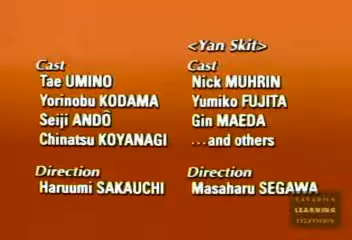 Cast
Tae UMINO
Yorinobu KODAMA
Seiji ANDÔ
Chinatsu KOYANAGI
Direction
Haruumi SAKAUCHI
<Yan Skit>
Cast
Nick MUHRIN
Yumiko FUJITA
Gin MAEDA
...and others
Direction
Masaharu SEGAWA
LEARNING